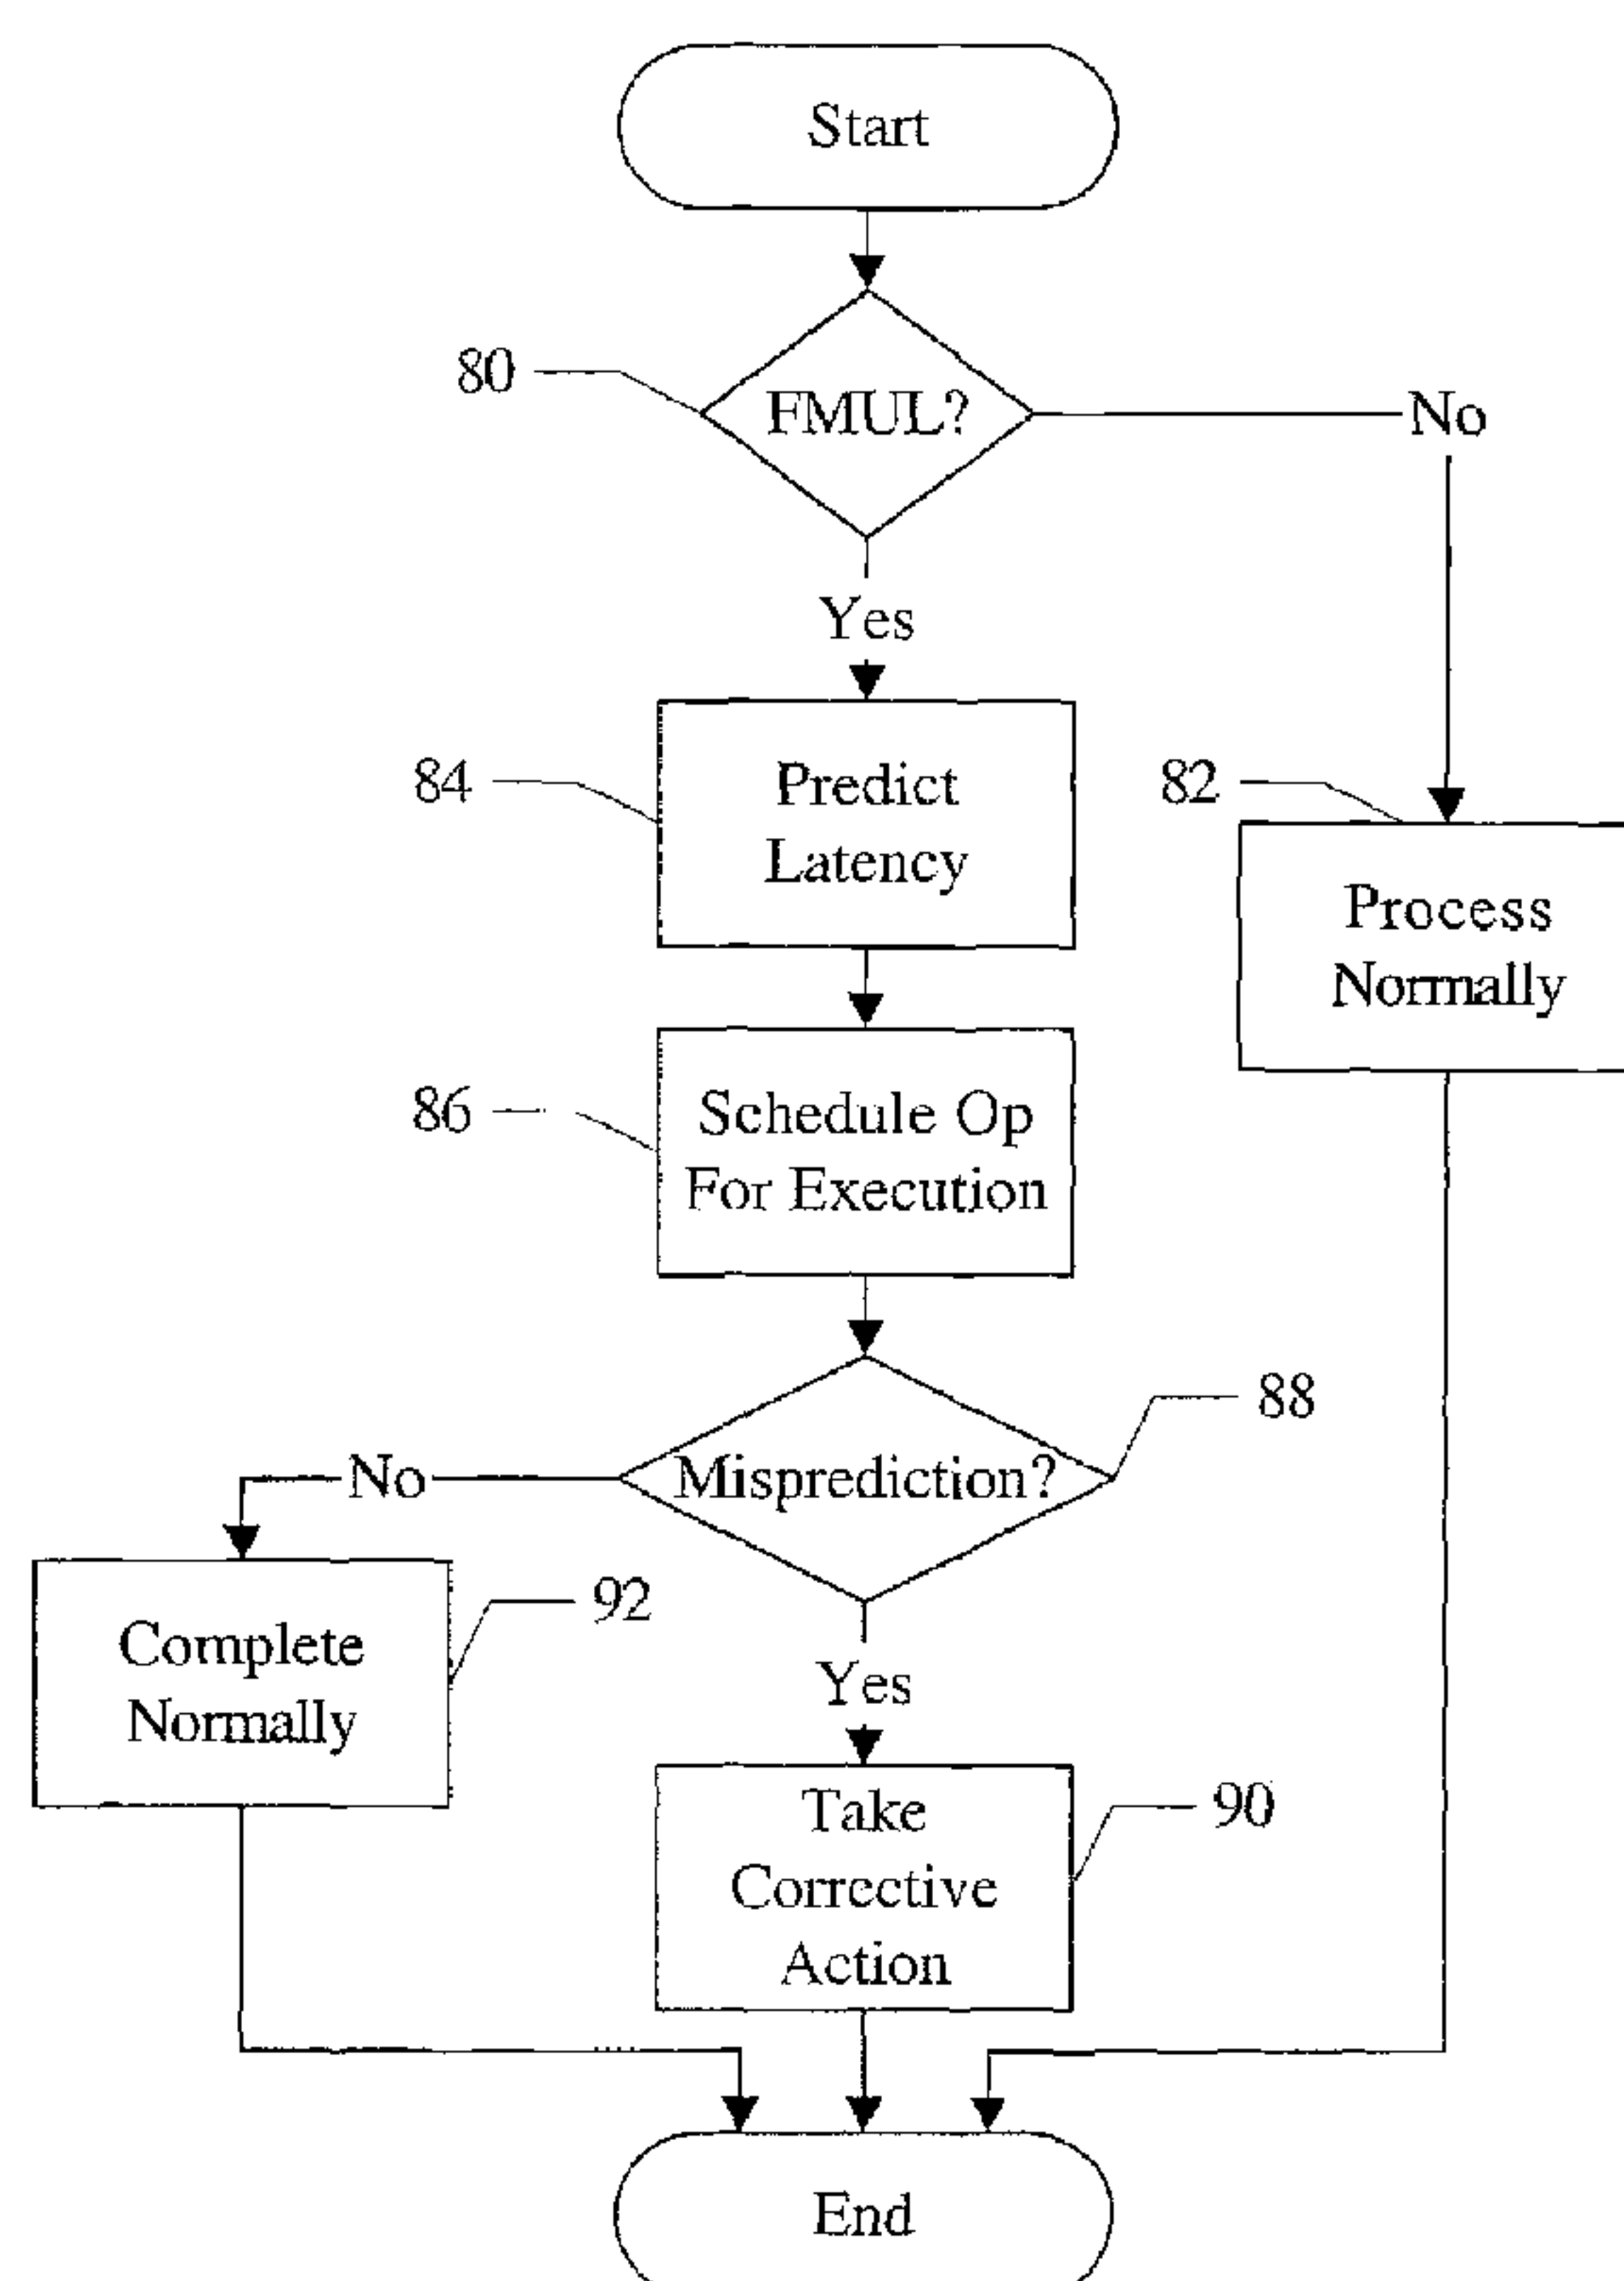 Start
80
FMUL?
No
Yes
84
Predict
Latency
82
Process
Normally
86
Schedule Op
For Execution
88
Misprediction?
No
92
Complete
Normally
Yes
90
Take
Corrective
Action
End